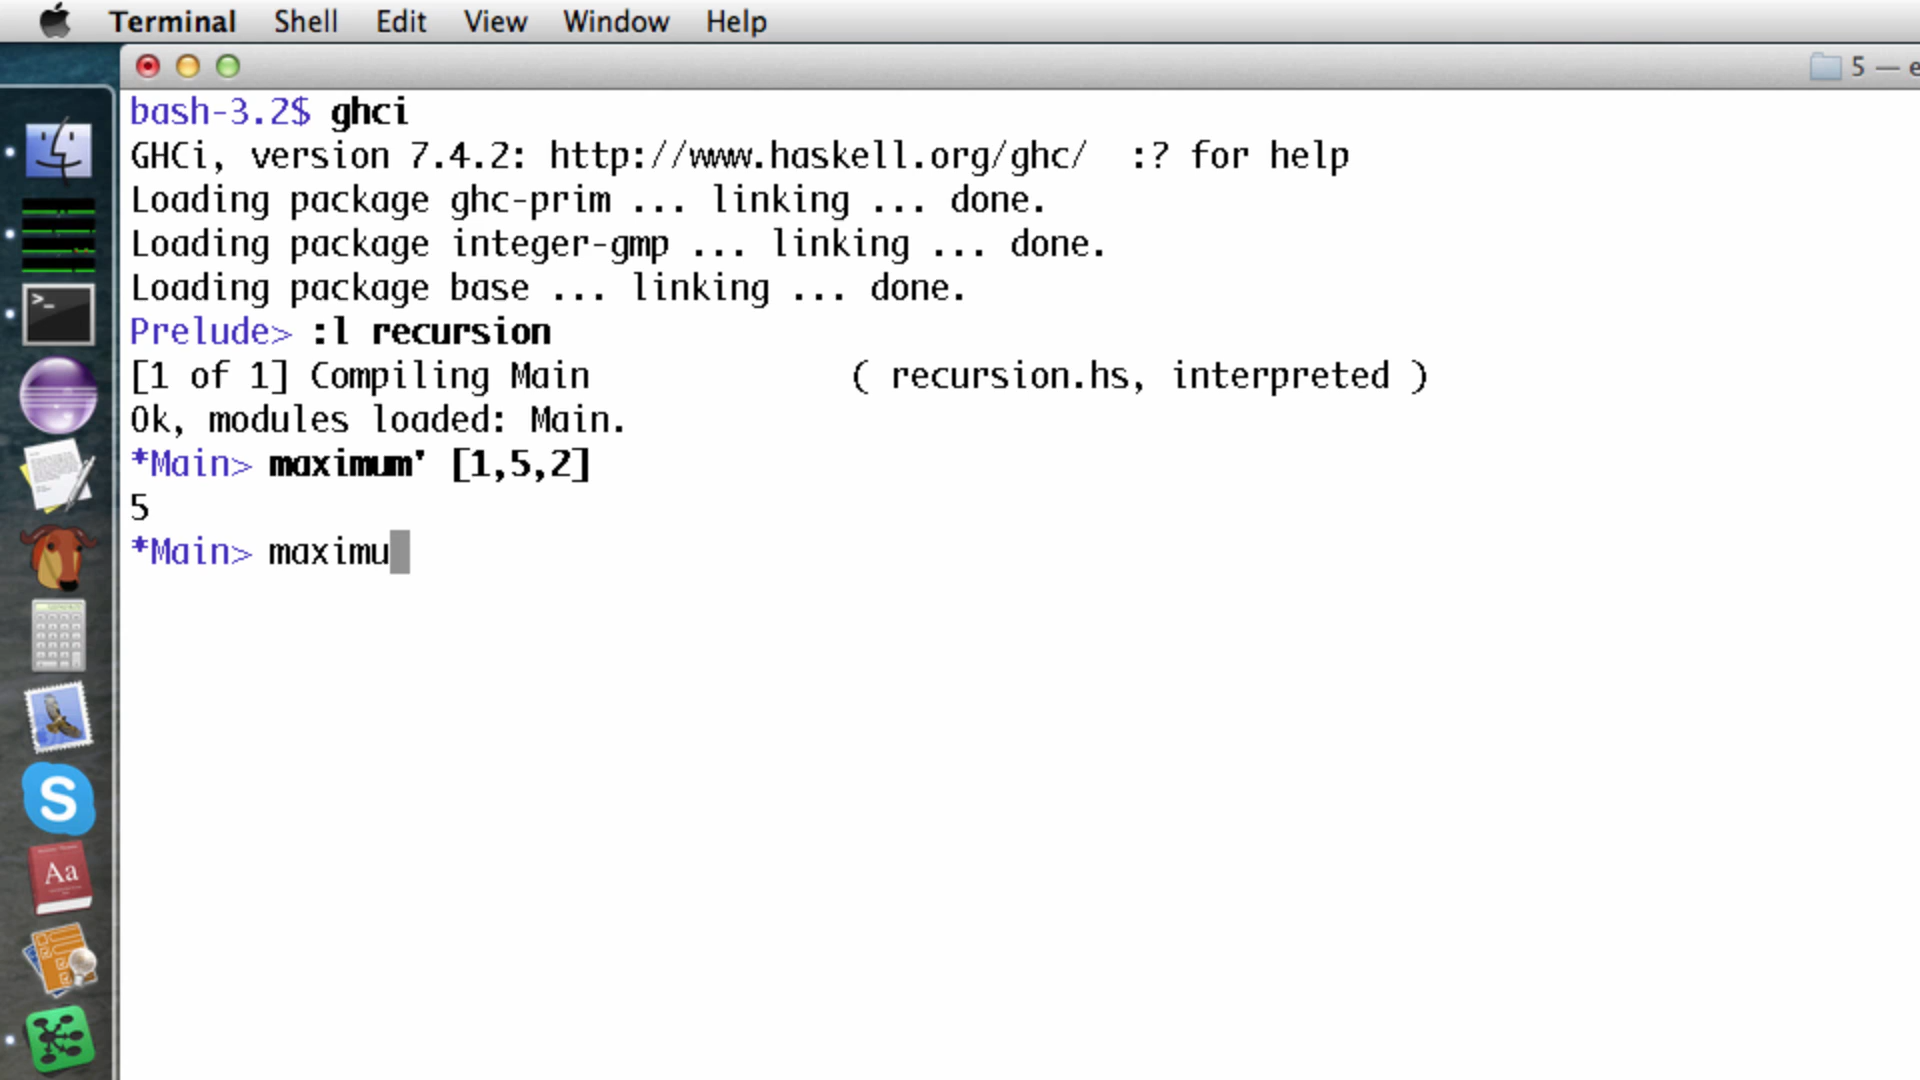 Terminal Shell Edit View Window Help
5 — e
bash-3.2$ ghci
GHCi, version 7.4.2: http://www.haskell.org/ghc/  :? for help
Loading package ghc-prim ... linking ... done.
Loading package integer-gmp ... linking ... done.
Loading package base ... linking ... done.
Prelude> :l recursion
[1 of 1] Compiling Main             ( recursion.hs, interpreted )
Ok, modules loaded: Main.
*Main> maximum' [1,5,2]
5
*Main> maximu
>_
S
Aa